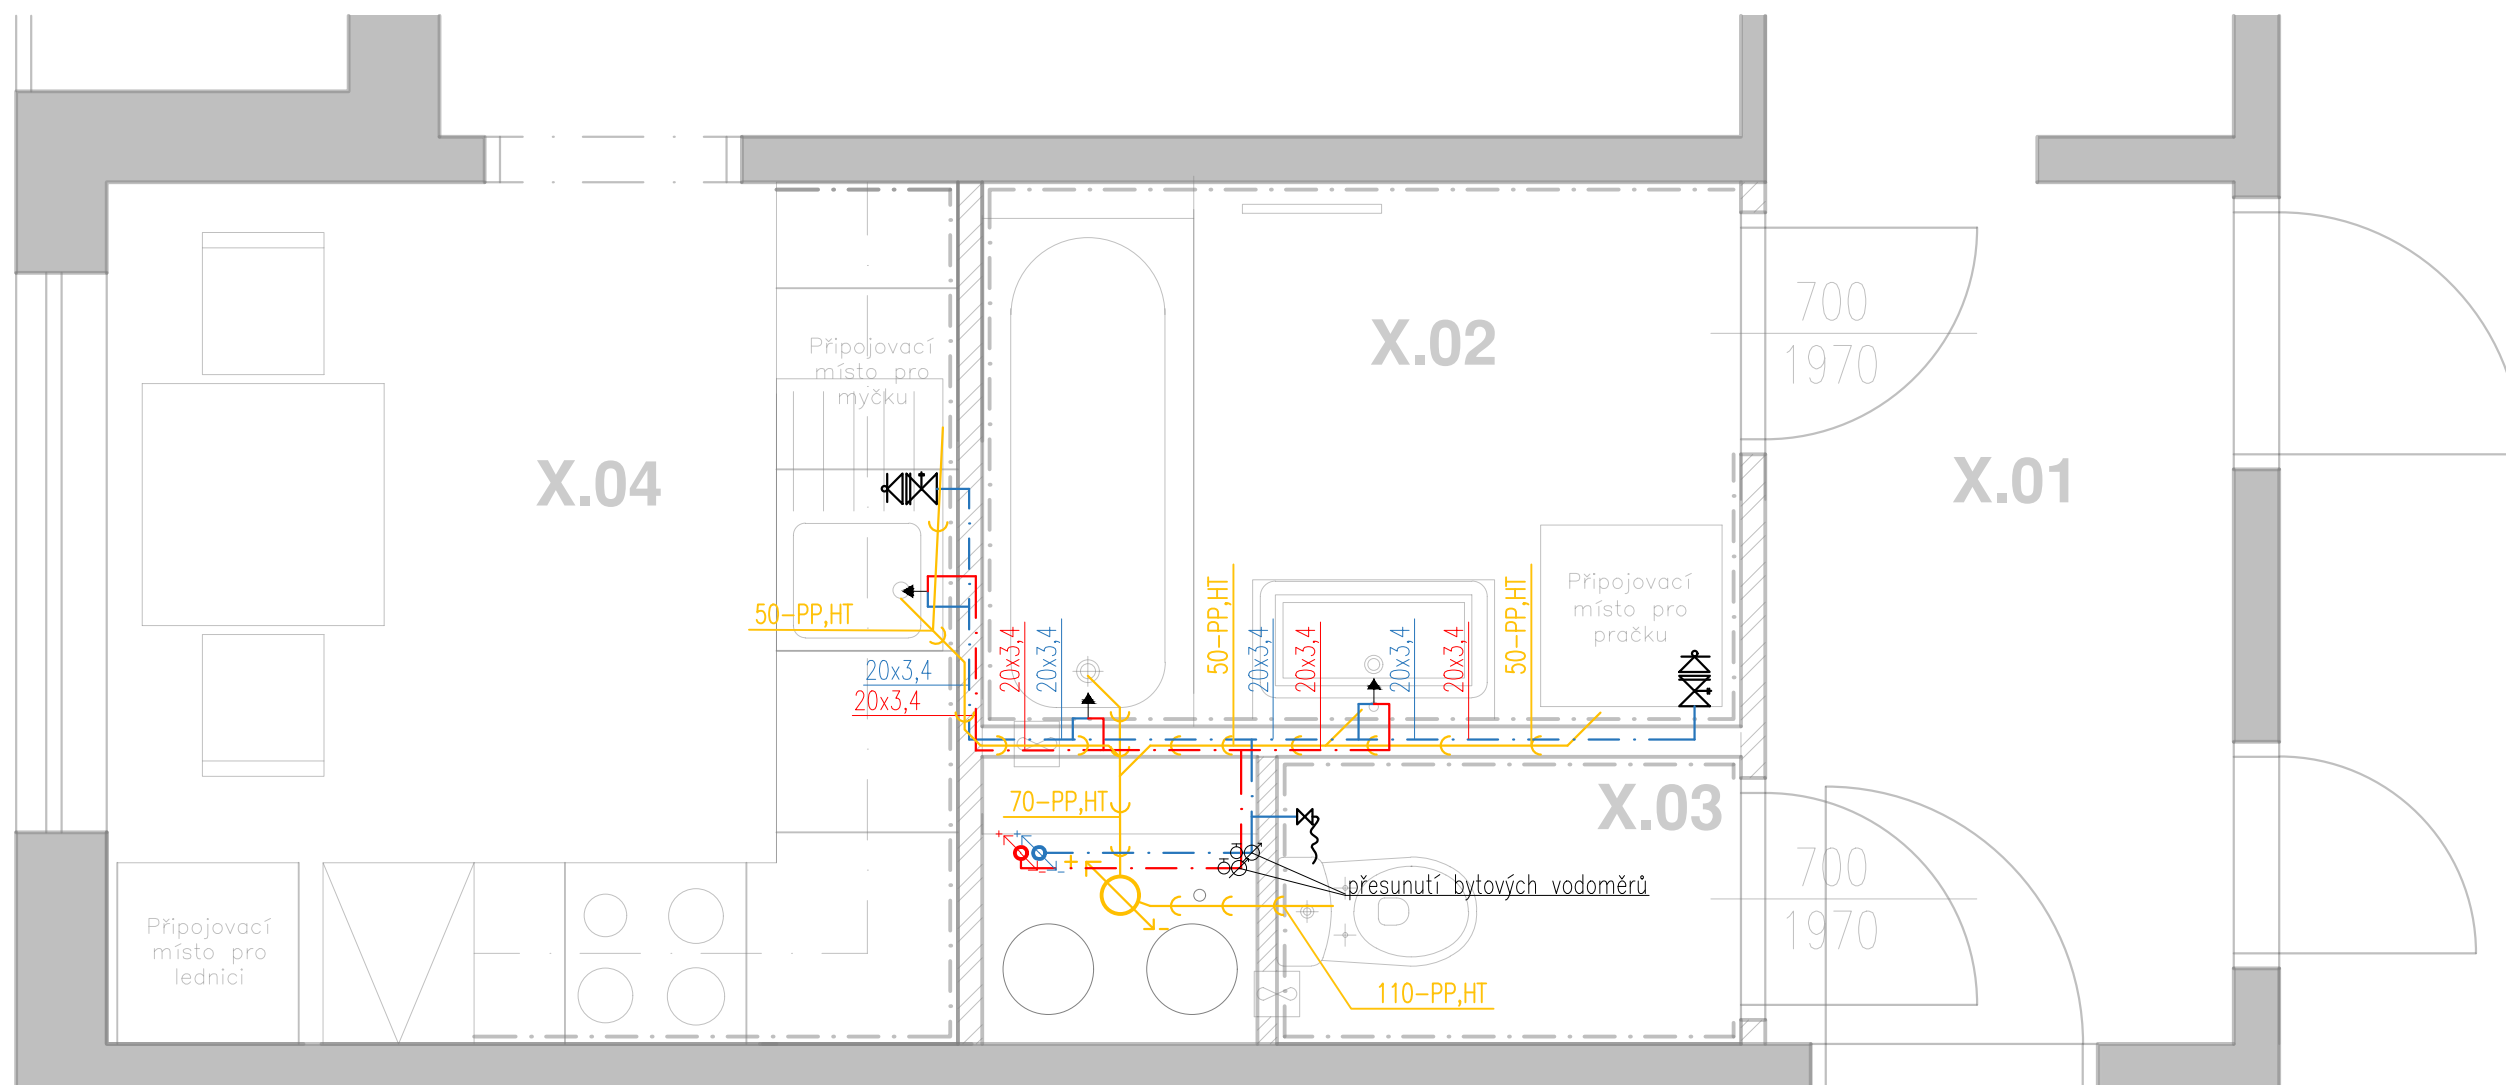 700
1970
X.02
Připojovací
místo pro
myčku
X.04
X.01
Připojovací
místo pro
pračku
50-PP,HT
50-PP,HT
50-PP,HT
20x3,4
20x3,4
20x3,4
20x3,4
20x3,4
20x3,4
20x3,4
20x3,4
70-PP,HT
X.03
přesunutí bytových vodoměrů
700
1970
Připojovací
místo pro
lednici
110-PP,HT